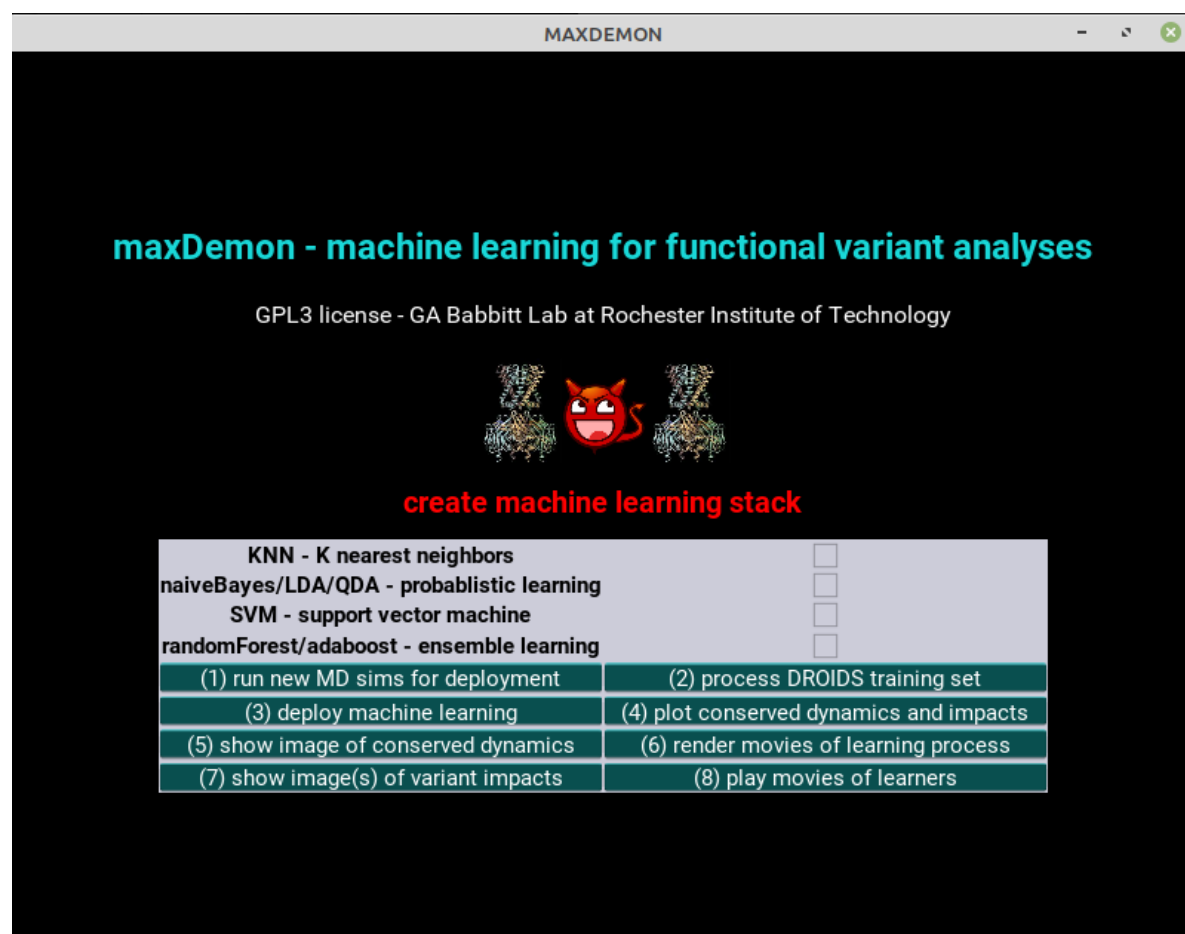 MAXDEMON
maxDemon - machine learning for functional variant analyses
GPL3 license - GA Babbitt Lab at Rochester Institute of Technology
create machine learning stack
KNN - K nearest neighbors
naiveBayes/LDA/QDA - probablistic learning
SVM - support vector machine
randomForest/adaboost - ensemble learning
(1) run new MD sims for deployment (2) process DROIDS training set
(3) deploy machine learning (4) plot conserved dynamics and impacts
(5) show image of conserved dynamics (6) render movies of learning process
(7) show image(s) of variant impacts (8) play movies of learners